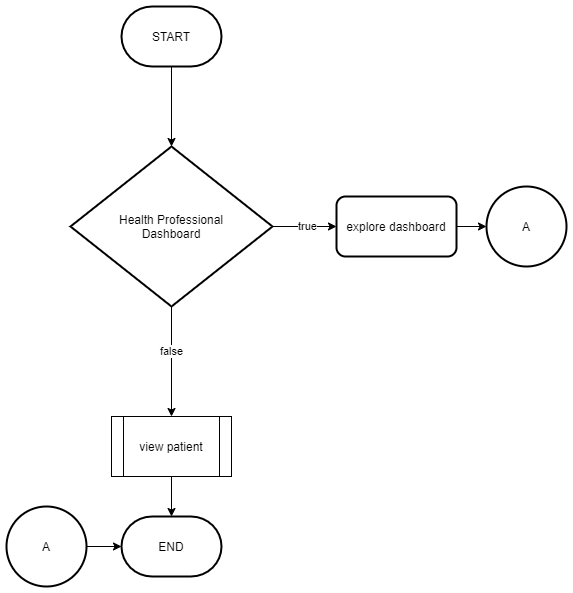 START
Health Professional
Dashboard
true
explore dashboard
A
false
view patient
A
END